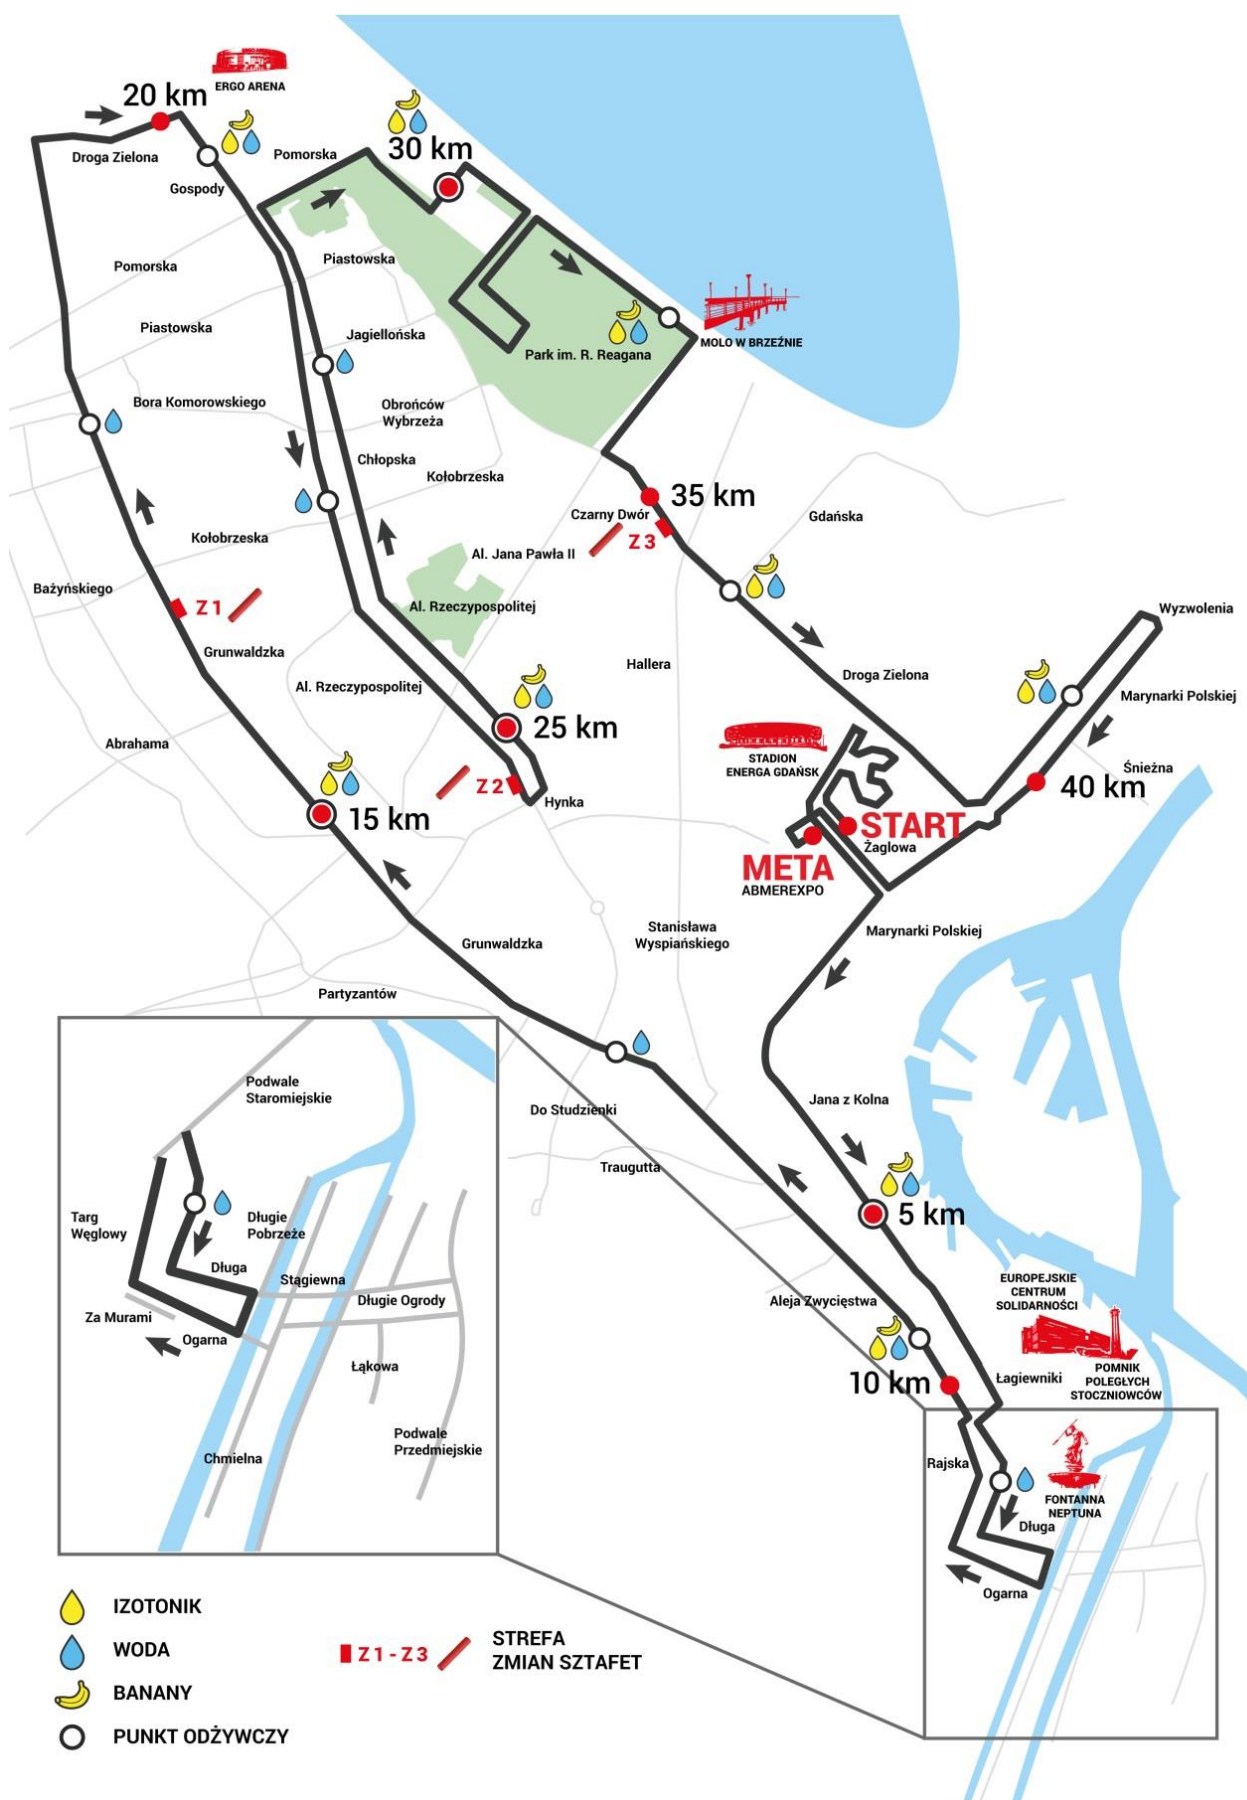 ERGO ARENA
20 km
Droga Zielona
Pomorska
30 km
Gospody
Piastowska
Pomorska
Piastowska
Jagiellońska
Park im. R. Reagana
MOLO W BRZEŹNIE
Bora Komorowskiego
Obrońców
Wybrzeża
Chłopska
Kołobrzeska
35 km
Czarny Dwór
Gdańska
Z 3
Kołobrzeska
Al. Jana Pawła II
Bażyńskiego
Z 1
Al. Rzeczypospolitej
Wyzwolenia
Grunwaldzka
Hallera
Droga Zielona
Al. Rzeczypospolitej
Marynarki Polskiej
25 km
Abrahama
STADION
ENERGA GDAŃSK
Śnieżna
Z 2
40 km
Hynka
15 km
START
Żaglowa
META
ABMEREXPO
Stanisława
Wyspiańskiego
Marynarki Polskiej
Grunwaldzka
Partyzantów
Podwale
Staromiejskie
Jana z Kolna
Do Studzienki
Traugutta
5 km
Targ
Węglowy
Długie
Pobrzeże
Długa
Stągiewna
Długie Ogrody
Za Murami
Ogarna
Łąkowa
Podwale
Przedmiejskie
Chmielna
EUROPEJSKIE
CENTRUM
SOLIDARNOŚCI
Aleja Zwycięstwa
10 km
Łagiewniki
POMNIK
POLEGŁYCH
STOCZNIOWCÓW
Rajska
FONTANNA
NEPTUNA
Długa
Ogarna
IZOTONIK
WODA
BANANY
PUNKT ODŻYWCZY
Z 1 - Z 3
STREFA
ZMIAN SZTAFET